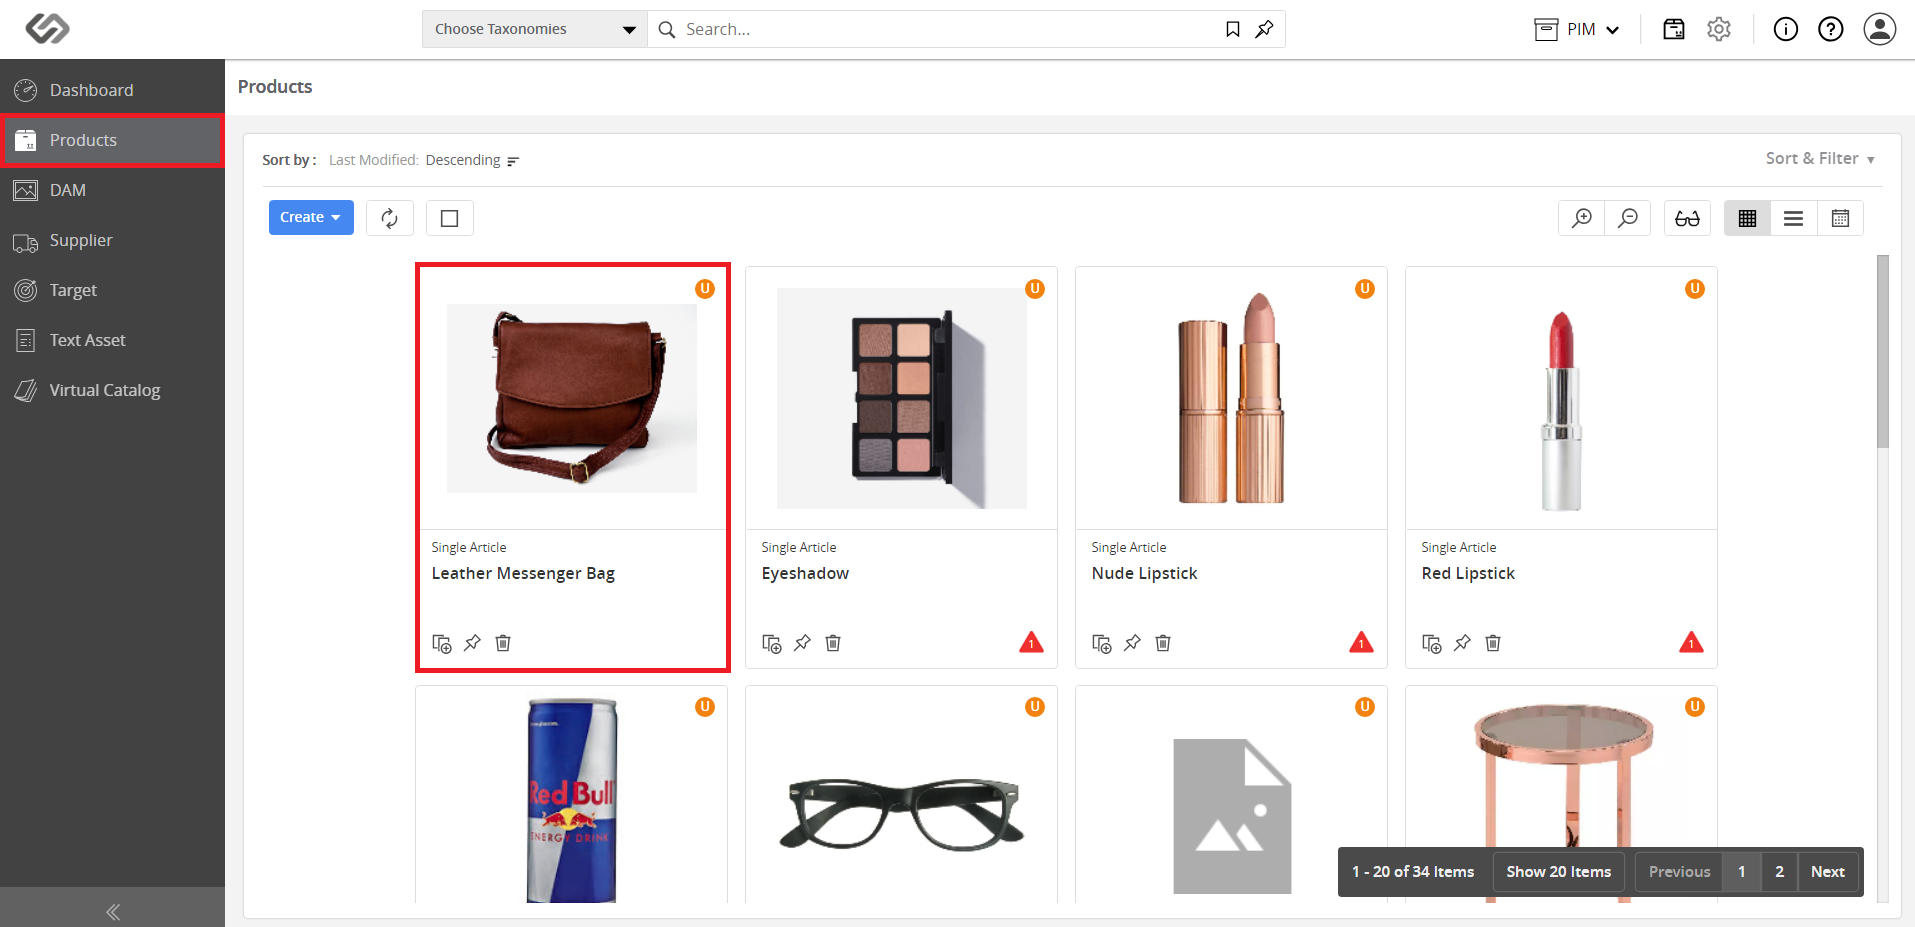 Choose Taxonomies
Search...
PIM
Dashboard
Products
DAM
Supplier
Target
Text Asset
Virtual Catalog
Products
Sort by : Last Modified: Descending
Sort & Filter
Create
U
U
U
U
Single Article
Leather Messenger Bag
Single Article
Eyeshadow
1
Single Article
Nude Lipstick
1
Single Article
Red Lipstick
1
U
U
U
U
Red Bull
ENERGY DRINK
1 - 20 of 34 Items
Show 20 Items
Previous
1
2
Next